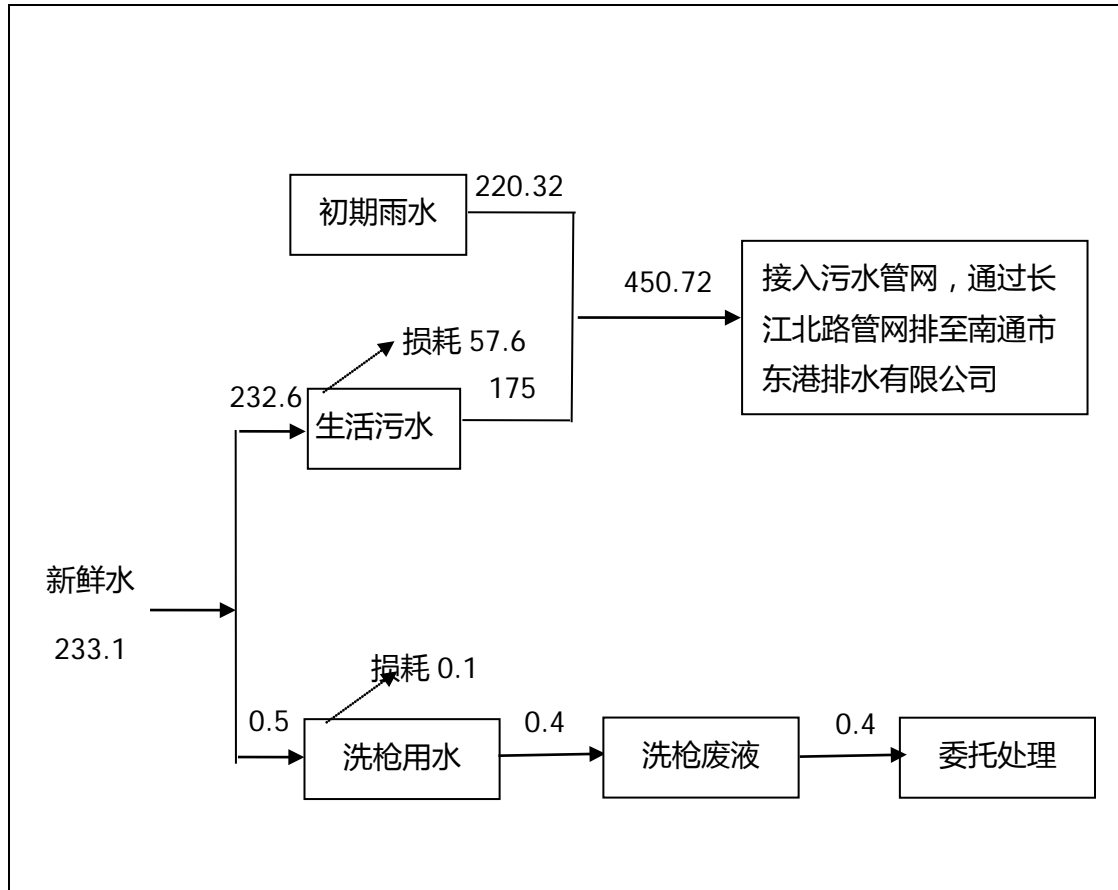 220.32
初期雨水
450.72
接入污水管网，通过长
江北路管网排至南通市
东港排水有限公司
损耗 57.6
232.6
175
生活污水
新鲜水
233.1
损耗 0.1
0.5
0.4
0.4
洗枪用水
洗枪废液
委托处理